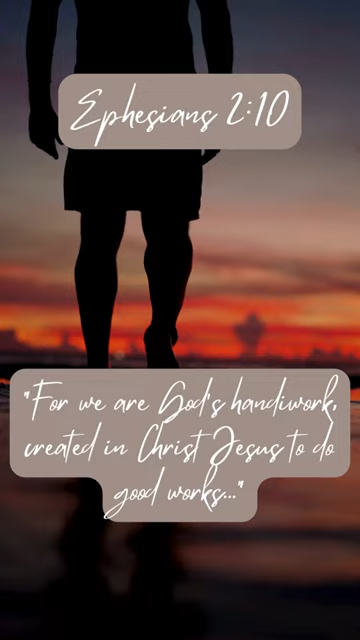 Ephesians 2:10
"For we are God's handiwork,
created in Christ Jesus to do
good works..."